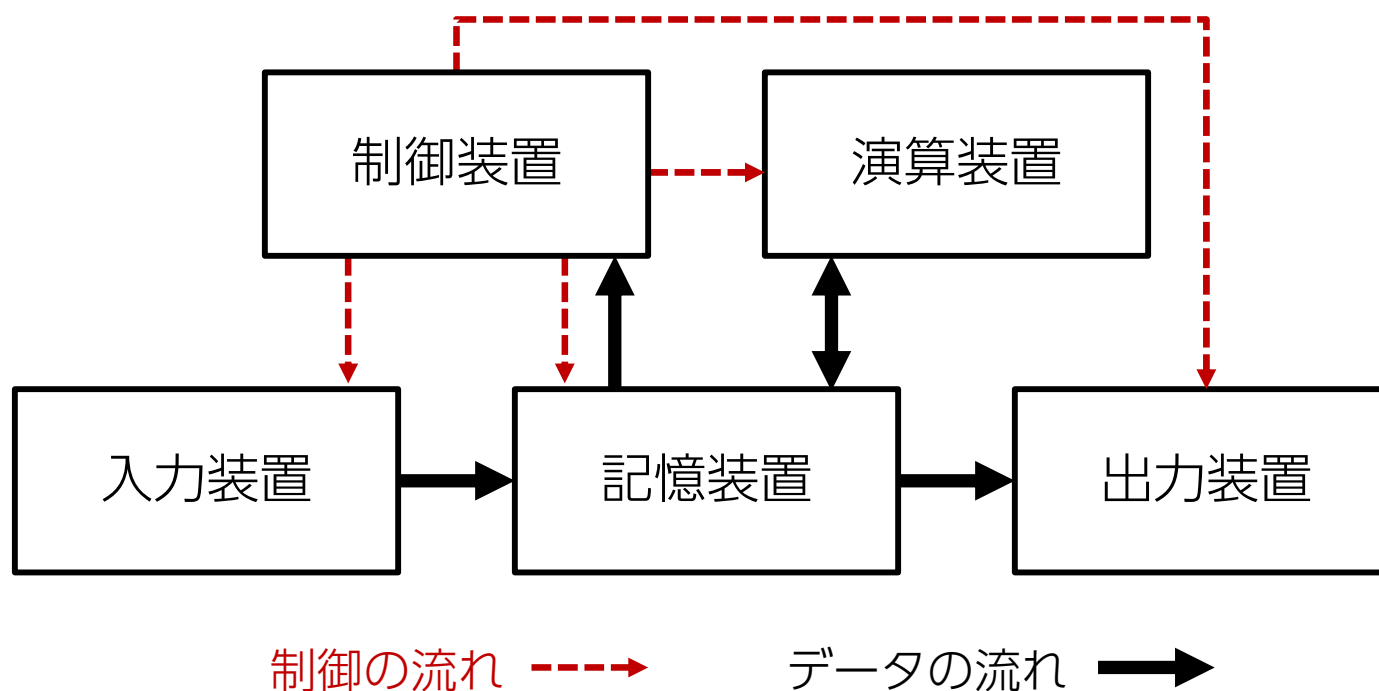 制御装置
演算装置
入力装置
記憶装置
出力装置
制御の流れ
データの流れ